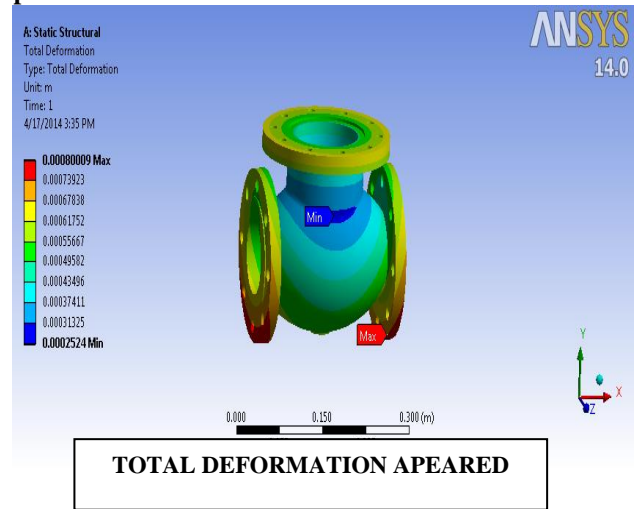 A: Static Structural
Total Deformation
Type: Total Deformation
Unit: m
Time: 1
4/17/2014 3:35 PM
ANSYS
14.0
0.00080009 Max
0.00073923
0.00067838
0.00061752
0.00055667
0.00049582
0.00043496
0.00037411
0.00031325
0.0002524 Min
Min
Max
Y
X
Z
0.000 0.150 0.300 (m)
TOTAL DEFORMATION APEARED